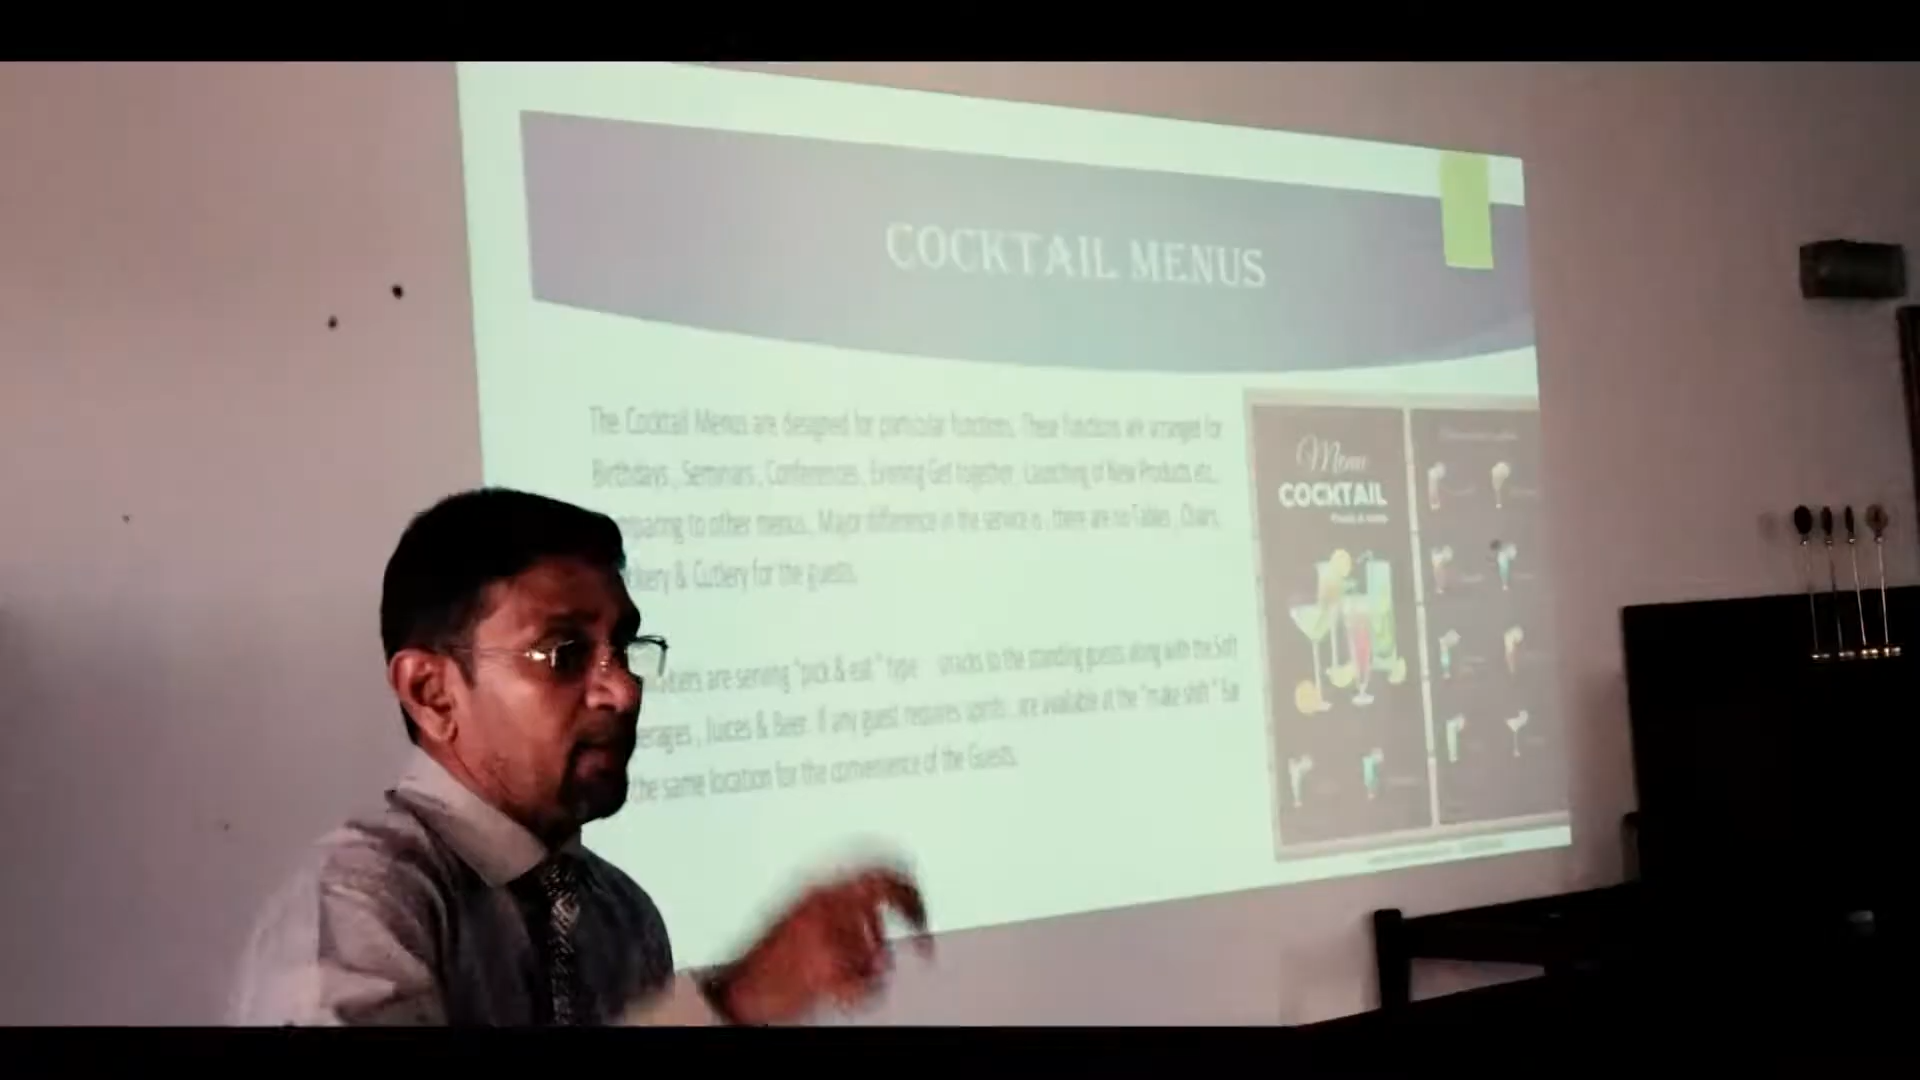 COCKTAIL MENUS
The Cocktail Menus are designed for particular functions. These functions are arranged for
Birthdays , Seminars , Conferences , Evening Get together , Launching of New Products etc..
to other menus , Major difference in the service is , there are no Tables , Chairs,
& Cutlery for the guests.
are serving "pick & eat " type snacks to the standing guests along with the Soft
, Juices & Beer. If any guest requires spirits , are available at the "make shift " Bar
the same location for the convenience of the Guests.
Menu
COCKTAIL